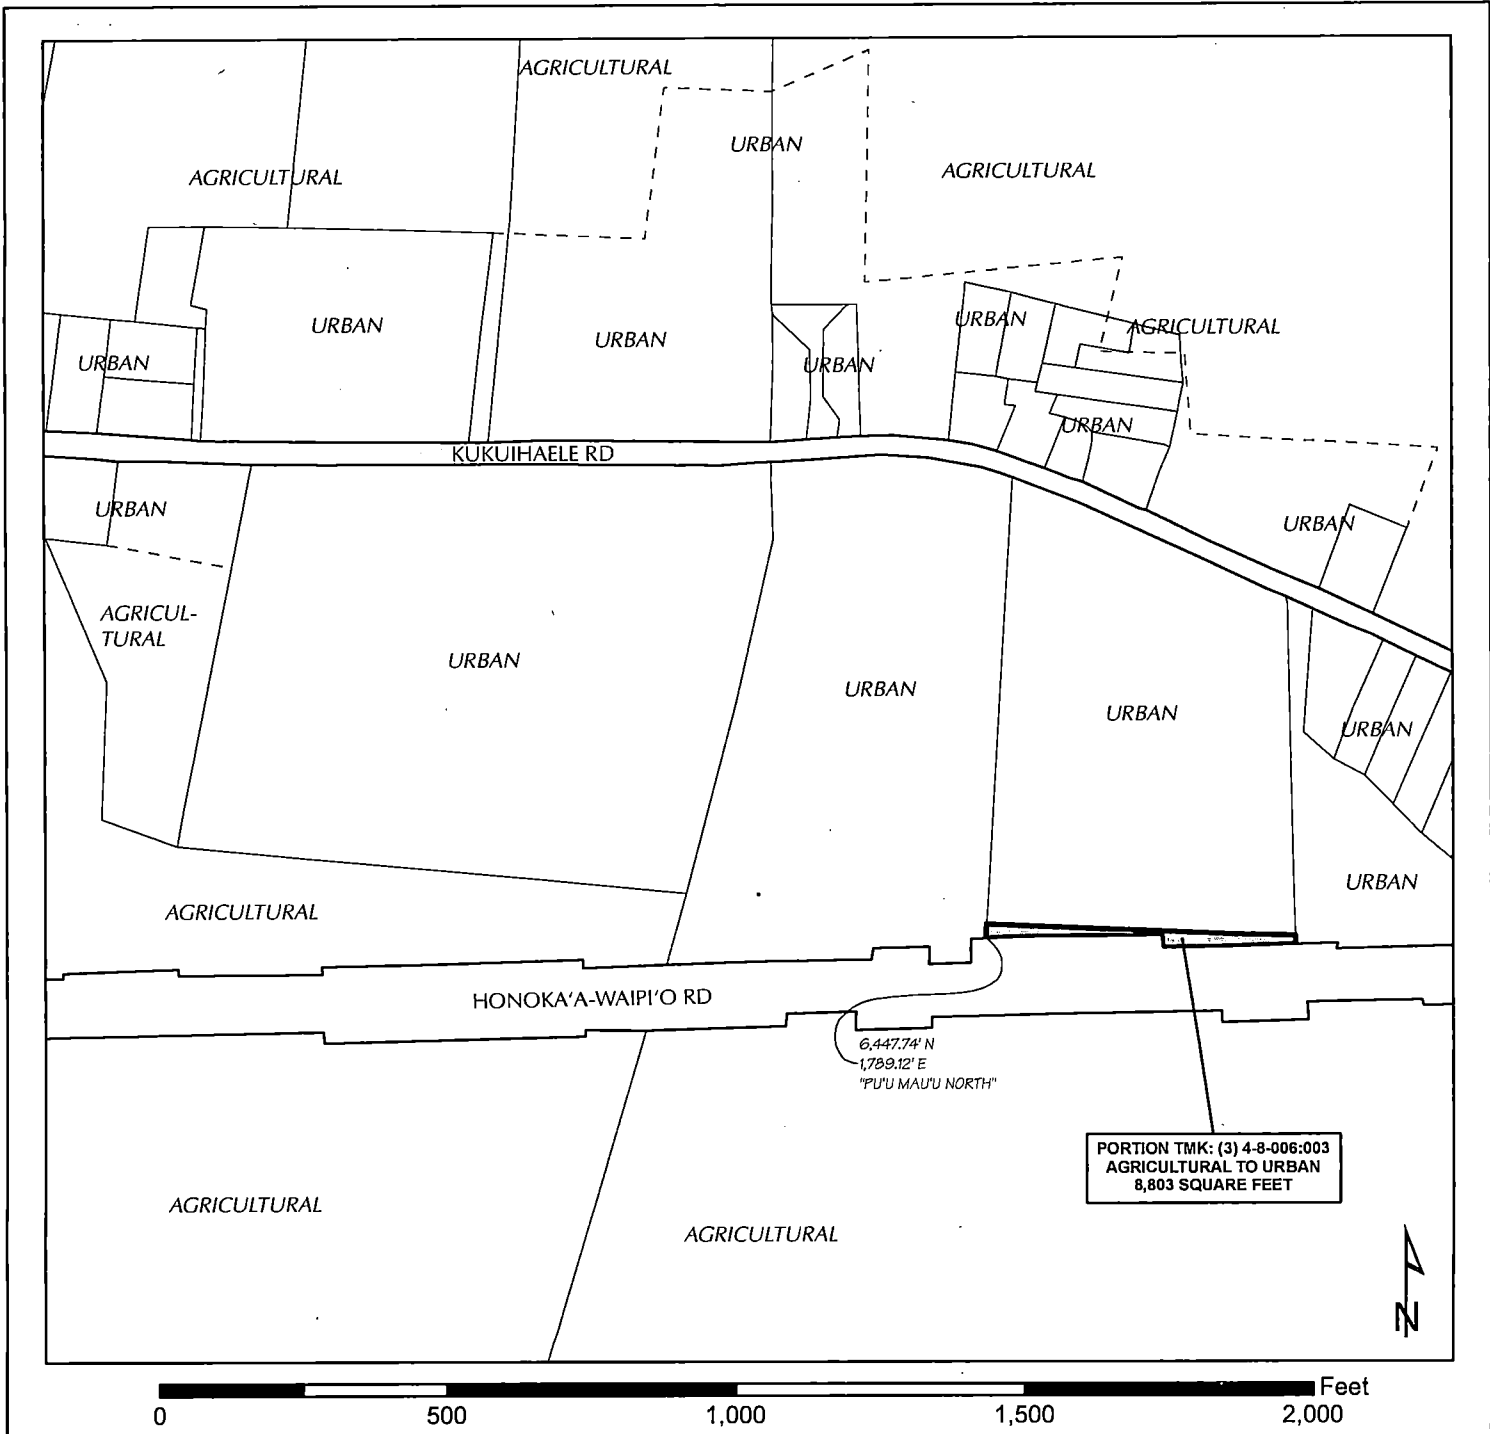 AGRICULTURAL
URBAN
AGRICULTURAL
AGRICULTURAL
URBAN
URBAN
URBAN
AGRICULTURAL
URBAN
URBAN
URBAN
KUKUIHAELE RD
URBAN
URBAN
AGRICUL-
TURAL
URBAN
URBAN
URBAN
URBAN
URBAN
AGRICULTURAL
HONOKA'A-WAIPI'O RD
6,447.74' N
1,789.12' E
"PU'U MAU'U NORTH"
PORTION TMK: (3) 4-8-006:003
AGRICULTURAL TO URBAN
8,803 SQUARE FEET
AGRICULTURAL
AGRICULTURAL
N
Feet
0 500 1,000 1,500 2,000